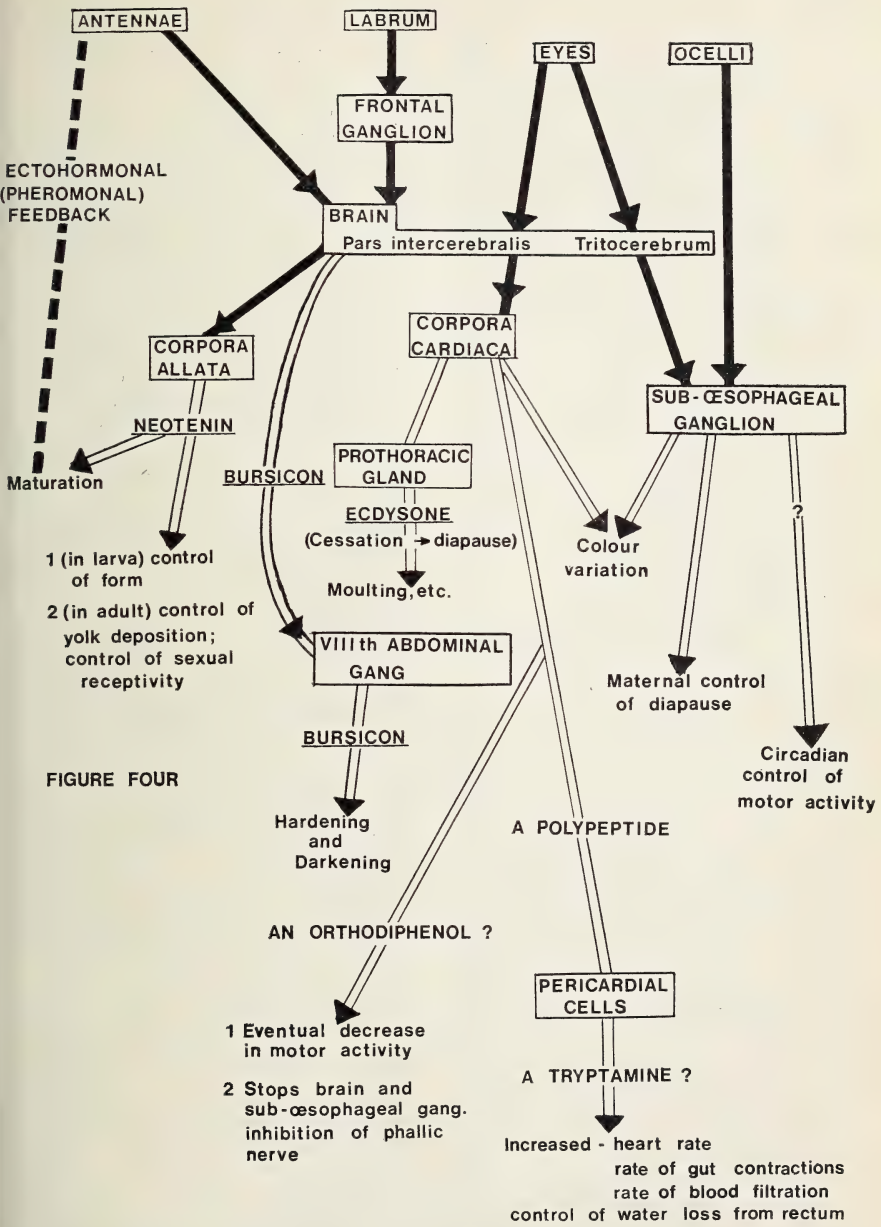 ANTENNAE
LABRUM
EYES
OCELLI
FRONTAL
GANGLION
ECTOHORMONAL
(PHEROMONAL)
FEEDBACK
BRAIN
Pars intercerebralis Tritocerebrum
CORPORA
ALLATA
CORPORA
CARDIACA
SUB-ŒSOPHAGEAL
GANGLION
NEOTENIN
Maturation
BURSICON
PROTHORACIC
GLAND
ECDYSONE
(Cessation → diapause)
Moulting, etc.
Colour
variation
?
1 (in larva) control
of form
2 (in adult) control of
yolk deposition;
control of sexual
receptivity
VIIIth ABDOMINAL
GANG
Maternal control
of diapause
BURSICON
Circadian
control of
motor activity
FIGURE FOUR
Hardening
and
Darkening
A POLYPEPTIDE
AN ORTHODIPHENOL ?
PERICARDIAL
CELLS
1 Eventual decrease
in motor activity
2 Stops brain and
sub-œsophageal gang.
inhibition of phallic
nerve
A TRYPTAMINE ?
Increased - heart rate
rate of gut contractions
rate of blood filtration
control of water loss from rectum